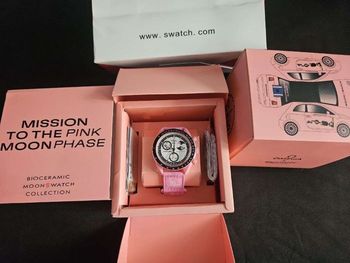 www.swatch.com
MISSION
TO THE PINK
MOONPHASE
BIOCERAMIC
MOONSWATCH
COLLECTION